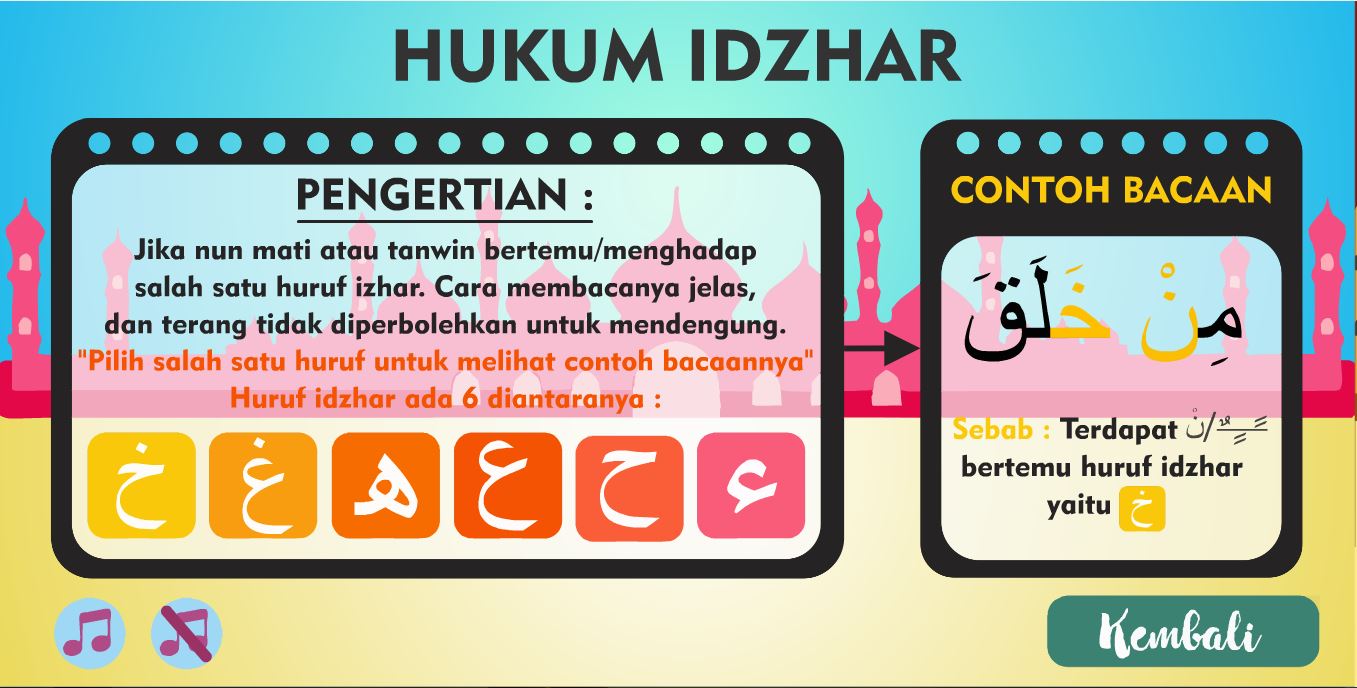 HUKUM IDZHAR
PENGERTIAN :
Jika nun mati atau tanwin bertemu/menghadap
salah satu huruf izhar. Cara membacanya jelas,
dan terang tidak diperbolehkan untuk mendengung.
"Pilih salah satu huruf untuk melihat contoh bacaannya"
Huruf idzhar ada 6 diantaranya :
خ غ ھ ع ح ء
CONTOH BACAAN
مِنْ خَلَقَ
Sebab : Terdapat نْ/ـًـٍـٌ
bertemu huruf idzhar
yaitu خ
Kembali